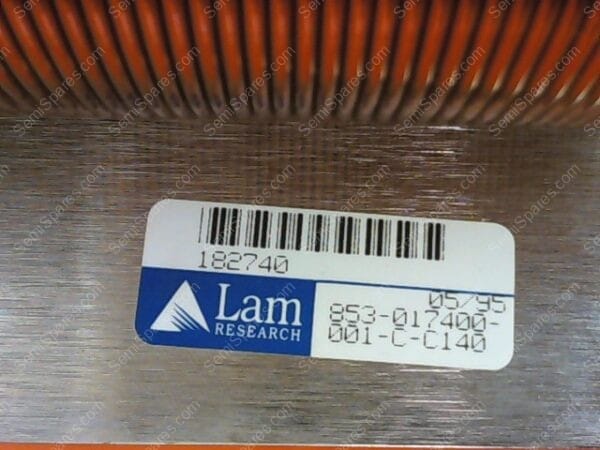 182740
05/95
Lam
RESEARCH
853-017400-
001-C-C140
SemiSpares.com